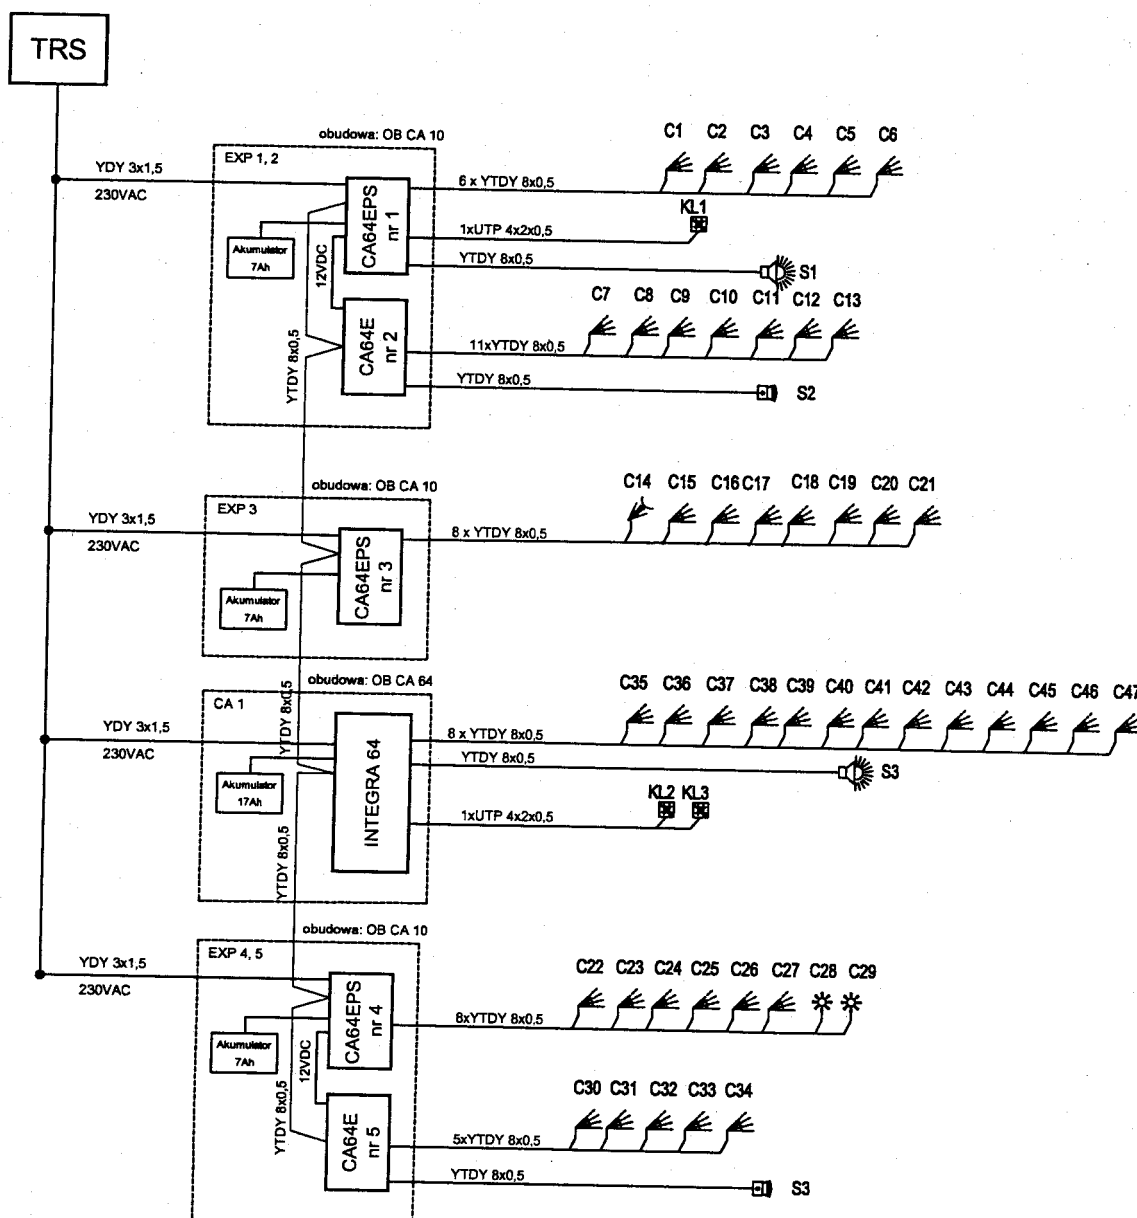 TRS
obudowa: OB CA 10
C1 C2 C3 C4 C5 C6
EXP 1, 2
YDY 3x1,5
230VAC
6 x YTDY 8x0,5
KL1
CA64EPS
nr 1
1xUTP 4x2x0,5
Akumulator
7Ah
12VDC
YTDY 8x0,5
S1
C7 C8 C9 C10 C11 C12 C13
CA64E
nr 2
11xYTDY 8x0,5
YTDY 8x0,5
YTDY 8x0,5
S2
obudowa: OB CA 10
C14 C15 C16 C17 C18 C19 C20 C21
EXP 3
YDY 3x1,5
230VAC
8 x YTDY 8x0,5
CA64EPS
nr 3
Akumulator
7Ah
obudowa: OB CA 64
C35 C36 C37 C38 C39 C40 C41 C42 C43 C44 C45 C46 C47
CA 1
YTDY 8x0,5
YDY 3x1,5
230VAC
8 x YTDY 8x0,5
YTDY 8x0,5
S3
INTEGRA 64
Akumulator
17Ah
KL2 KL3
1xUTP 4x2x0,5
YTDY 8x0,5
obudowa: OB CA 10
EXP 4, 5
YDY 3x1,5
230VAC
C22 C23 C24 C25 C26 C27 C28 C29
CA64EPS
nr 4
8xYTDY 8x0,5
Akumulator
7Ah
12VDC
YTDY 8x0,5
C30 C31 C32 C33 C34
CA64E
nr 5
5xYTDY 8x0,5
YTDY 8x0,5
S3